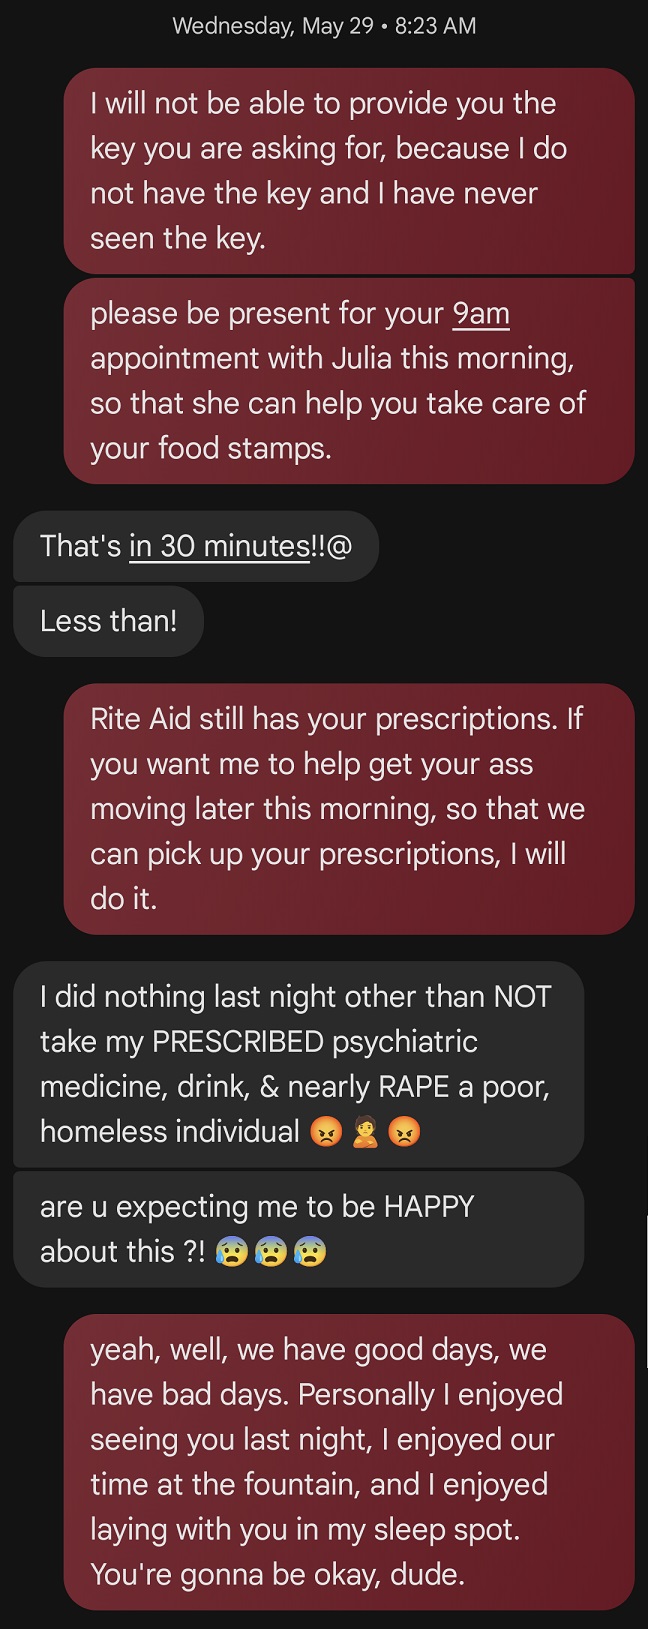 Wednesday, May 29 • 8:23 AM
I will not be able to provide you the
key you are asking for, because I do
not have the key and I have never
seen the key.
please be present for your 9am
appointment with Julia this morning,
so that she can help you take care of
your food stamps.
That's in 30 minutes!!@
Less than!
Rite Aid still has your prescriptions. If
you want me to help get your ass
moving later this morning, so that we
can pick up your prescriptions, I will
do it.
I did nothing last night other than NOT
take my PRESCRIBED psychiatric
medicine, drink, & nearly RAPE a poor,
homeless individual 😡 🙎 😡
are u expecting me to be HAPPY
about this ?! 😰 😰 😰
yeah, well, we have good days, we
have bad days. Personally I enjoyed
seeing you last night, I enjoyed our
time at the fountain, and I enjoyed
laying with you in my sleep spot.
You're gonna be okay, dude.